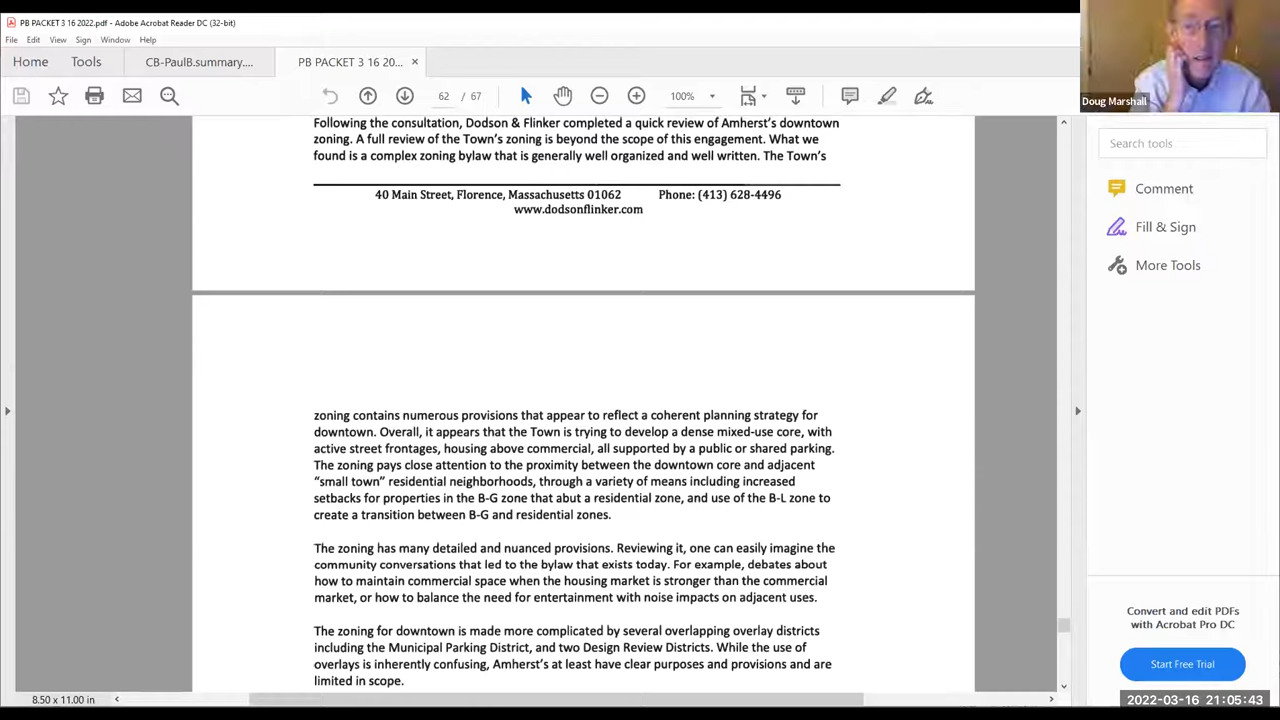 PB PACKET 3 16 2022.pdf - Adobe Acrobat Reader DC (32-bit)
File Edit View Sign Window Help
Home Tools CB-PaulB.summary.... PB PACKET 3 16 20... ×
62 / 67 100%
Doug Marshall
Following the consultation, Dodson & Flinker completed a quick review of Amherst's downtown
zoning. A full review of the Town's zoning is beyond the scope of this engagement. What we
found is a complex zoning bylaw that is generally well organized and well written. The Town's
40 Main Street, Florence, Massachusetts 01062 Phone: (413) 628-4496
www.dodsonflinker.com
zoning contains numerous provisions that appear to reflect a coherent planning strategy for
downtown. Overall, it appears that the Town is trying to develop a dense mixed-use core, with
active street frontages, housing above commercial, all supported by a public or shared parking.
The zoning pays close attention to the proximity between the downtown core and adjacent
“small town” residential neighborhoods, through a variety of means including increased
setbacks for properties in the B-G zone that abut a residential zone, and use of the B-L zone to
create a transition between B-G and residential zones.
The zoning has many detailed and nuanced provisions. Reviewing it, one can easily imagine the
community conversations that led to the bylaw that exists today. For example, debates about
how to maintain commercial space when the housing market is stronger than the commercial
market, or how to balance the need for entertainment with noise impacts on adjacent uses.
The zoning for downtown is made more complicated by several overlapping overlay districts
including the Municipal Parking District, and two Design Review Districts. While the use of
overlays is inherently confusing, Amherst's at least have clear purposes and provisions and are
limited in scope.
8.50 x 11.00 in
Search tools
Comment
Fill & Sign
More Tools
Convert and edit PDFs
with Acrobat Pro DC
Start Free Trial
2022-03-16 21:05:43